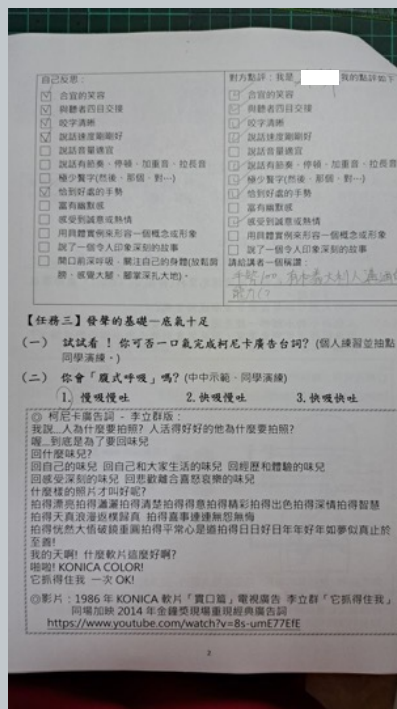 自己反思：
合宜的笑容
與聽者四目交接
咬字清晰
說話速度剛剛好
說話音量適宜
說話有節奏、停頓、加重音、拉長音
極少贅字(然後、那個、對…)
恰到好處的手勢
富有幽默感
感受到誠意或熱情
用具體實例來形容一個概念或形象
說了一個令人印象深刻的故事
開口前深呼吸，關注自己的身體(放鬆肩
膀、感覺大腿、腳掌深扎大地)。
對方點評：我是
我的點評如下
合宜的笑容
與聽者四目交接
咬字清晰
說話速度剛剛好
說話音量適宜
說話有節奏、停頓、加重音、拉長音
極少贅字(然後、那個、對…)
恰到好處的手勢
富有幽默感
感受到誠意或熱情
用具體實例來形容一個概念或形象
說了一個令人印象深刻的故事
請給講者一個稱讚：
手勢100,
【任務三】發聲的基礎—底氣十足
(一) 試試看！你可否一口氣完成柯尼卡廣告台詞？(個人練習並抽點
同學演練。)
(二) 你會「腹式呼吸」嗎？(中中示範、同學演練)
1. 慢吸慢吐 2. 快吸慢吐 3. 快吸快吐
◎ 柯尼卡廣告詞 - 李立群版：
我說…人為什麼要拍照？人活得好好的他為什麼要拍照？
喔…到底是為了要回味兒
回什麼味兒？
回自己的味兒 回自己和大家生活的味兒 回經歷和體驗的味兒
回感受深刻的味兒 回悲歡離合喜怒哀樂的味兒
什麼樣的照片才叫好呢？
拍得漂亮拍得瀟灑拍得清楚拍得得意拍得精彩拍得出色拍得深情拍得智慧
拍得天真浪漫返樸歸真 拍得喜事連連無怨無悔
拍得恍然大悟破鏡重圓拍得平常心是道拍得日日好日年年好年如夢似真止於
至善！
我的天啊！什麼軟片這麼好啊？
啪啦！KONICA COLOR!
它抓得住我 一次 OK!
◎影片：1986 年 KONICA 軟片「賣口篇」電視廣告 李立群「它抓得住我」
同場加映 2014 年金鐘獎現場重現經典廣告詞
https://www.youtube.com/watch?v=8s-umE77EfE
2